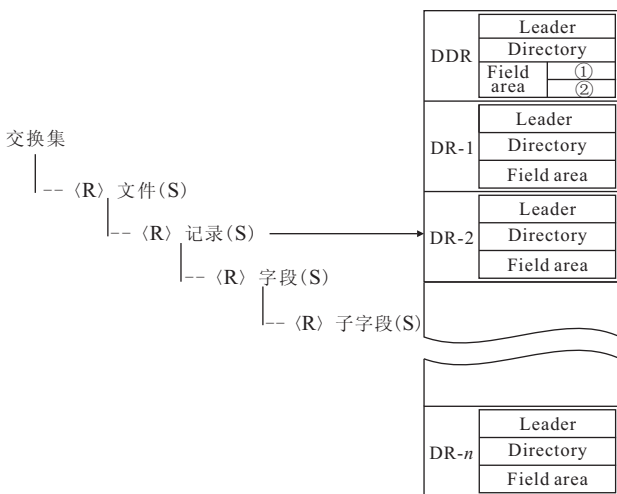 交换集
-- 〈R〉 文件(S)
-- 〈R〉 记录(S)
-- 〈R〉 字段(S)
-- 〈R〉 子字段(S)
DDR
Leader
Directory
Field area
①
②
DR-1
Leader
Directory
Field area
DR-2
Leader
Directory
Field area
DR-n
Leader
Directory
Field area